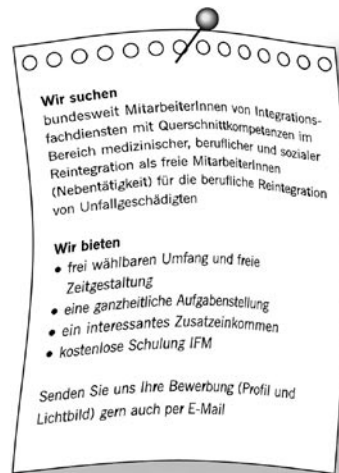 Wir suchen
bundesweit MitarbeiterInnen von Integrations-
fachdiensten mit Querschnittkompetenzen im
Bereich medizinischer, beruflicher und sozialer
Reintegration als freie MitarbeiterInnen
(Nebentätigkeit) für die berufliche Reintegration
von Unfallgeschädigten
Wir bieten
• frei wählbaren Umfang und freie
Zeitgestaltung
• eine ganzheitliche Aufgabenstellung
• ein interessantes Zusatzeinkommen
• kostenlose Schulung IFM
Senden Sie uns Ihre Bewerbung (Profil und
Lichtbild) gern auch per E-Mail